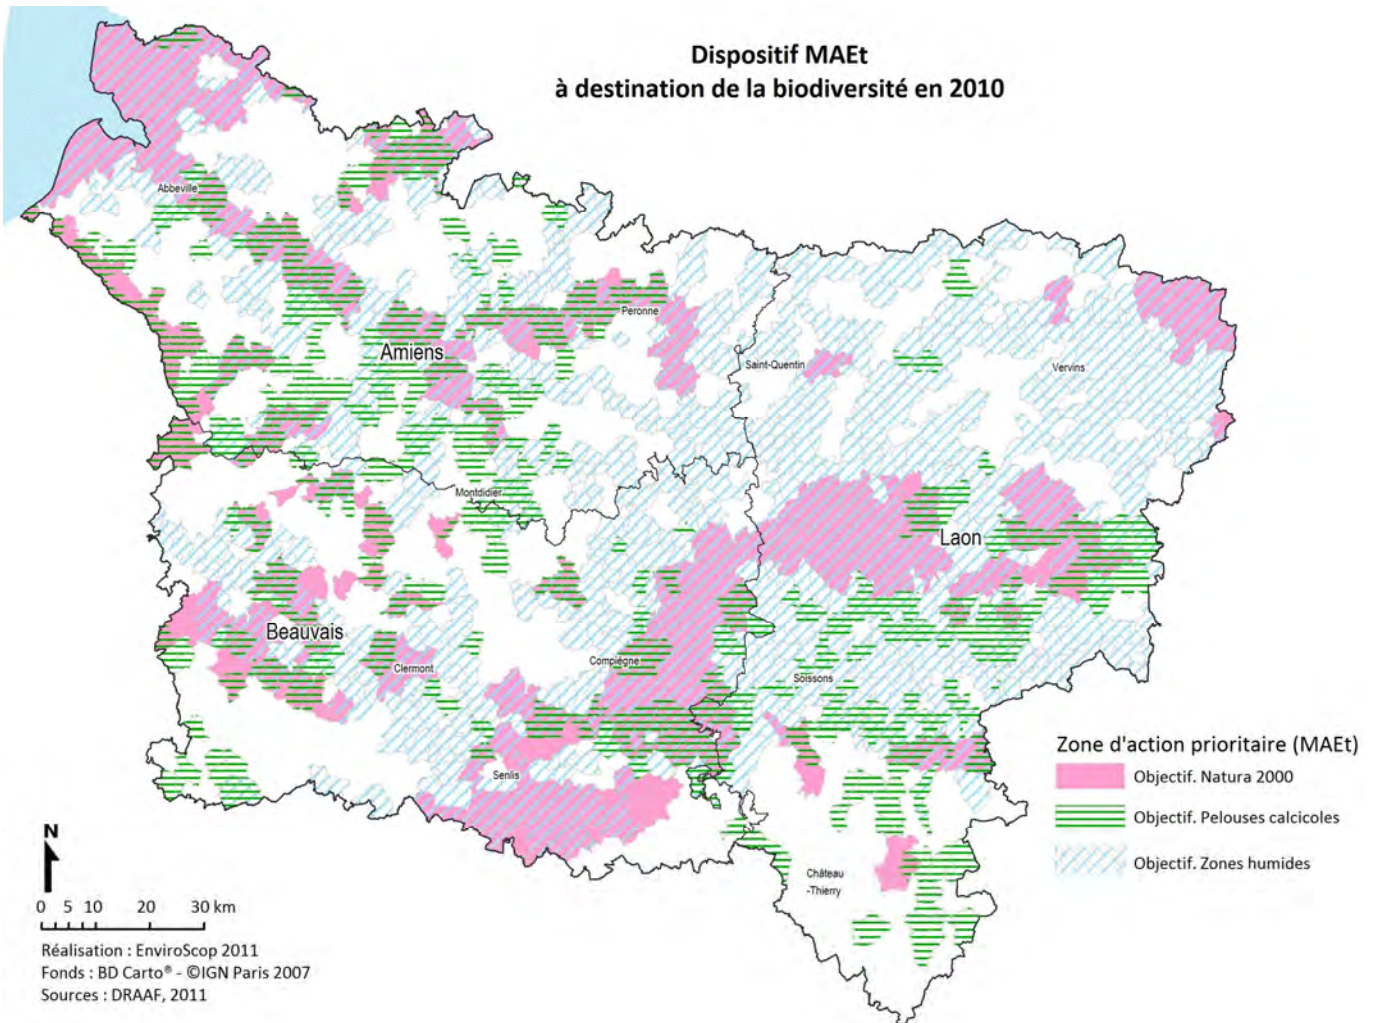 Dispositif MAEt
à destination de la biodiversité en 2010
Abbeville
Peronne
Amiens
Saint-Quentin
Vervins
Montdidier
Laon
Beauvais
Clermont
Compiègne
Soissons
Senlis
Château
-Thierry
Zone d'action prioritaire (MAEt)
Objectif. Natura 2000
Objectif. Pelouses calcicoles
Objectif. Zones humides
N
0 5 10 20 30 km
Réalisation : EnviroScop 2011
Fonds : BD Carto® - ©IGN Paris 2007
Sources : DRAAF, 2011